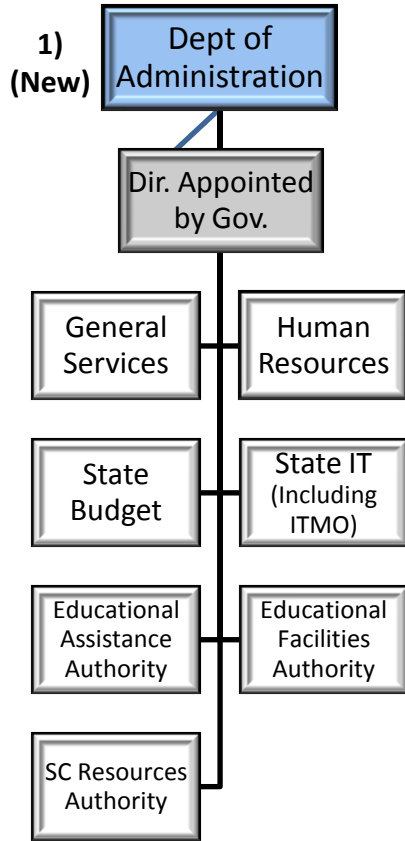 1)
(New)
Dept of
Administration
Dir. Appointed
by Gov.
General
Services
Human
Resources
State
Budget
State IT
(Including
ITMO)
Educational
Assistance
Authority
Educational
Facilities
Authority
SC Resources
Authority